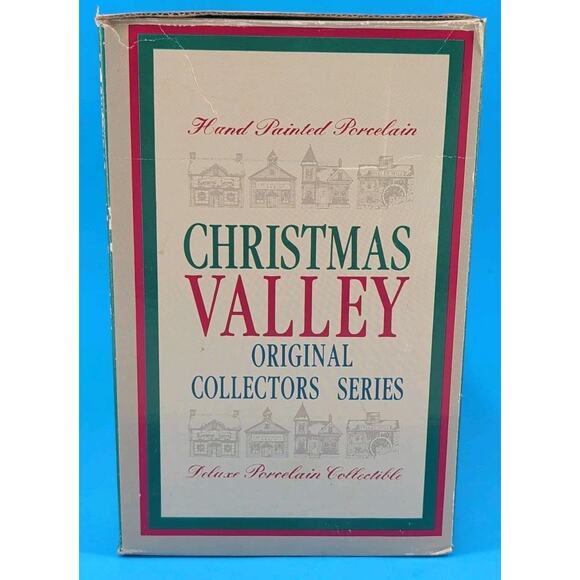 Hand Painted Porcelain
CHRISTMAS
VALLEY
ORIGINAL
COLLECTORS SERIES
Deluxe Porcelain Collectible